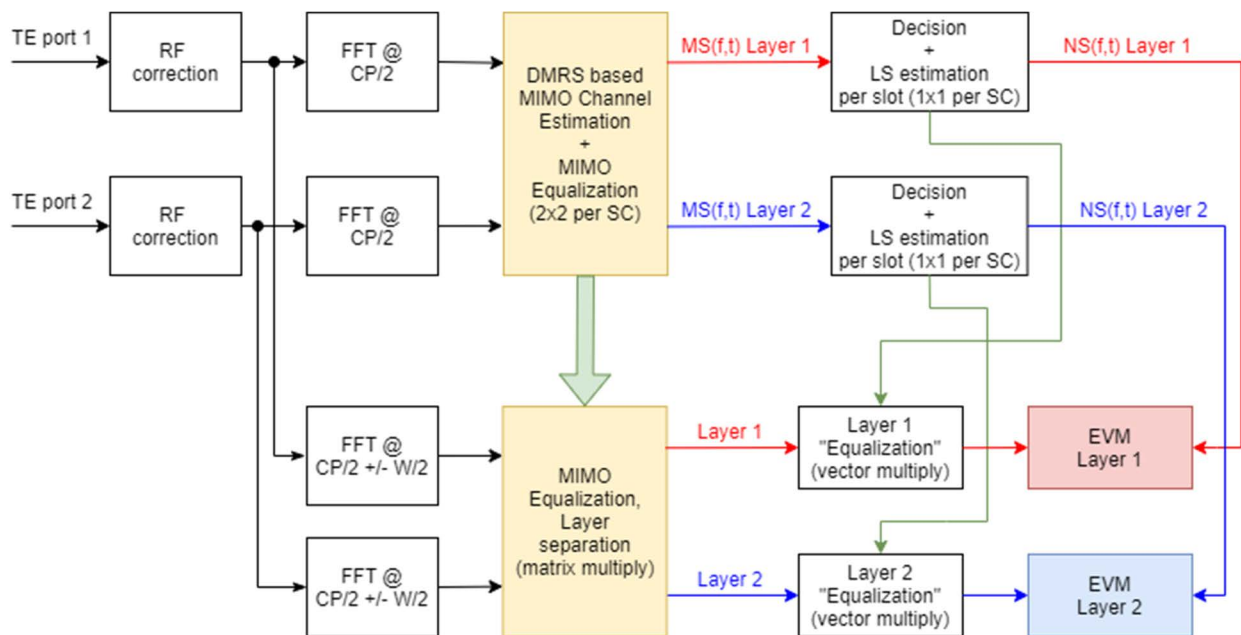 TE port 1
RF
correction
FFT @
CP/2
DMRS based
MIMO Channel
Estimation
+
MIMO
Equalization
(2x2 per SC)
MS(f,t) Layer 1
Decision
+
LS estimation
per slot (1x1 per SC)
NS(f,t) Layer 1
TE port 2
RF
correction
FFT @
CP/2
MS(f,t) Layer 2
Decision
+
LS estimation
per slot (1x1 per SC)
NS(f,t) Layer 2
FFT @
CP/2 +/- W/2
MIMO
Equalization,
Layer
separation
(matrix multiply)
Layer 1
Layer 1
"Equalization"
(vector multiply)
EVM
Layer 1
FFT @
CP/2 +/- W/2
Layer 2
Layer 2
"Equalization"
(vector multiply)
EVM
Layer 2